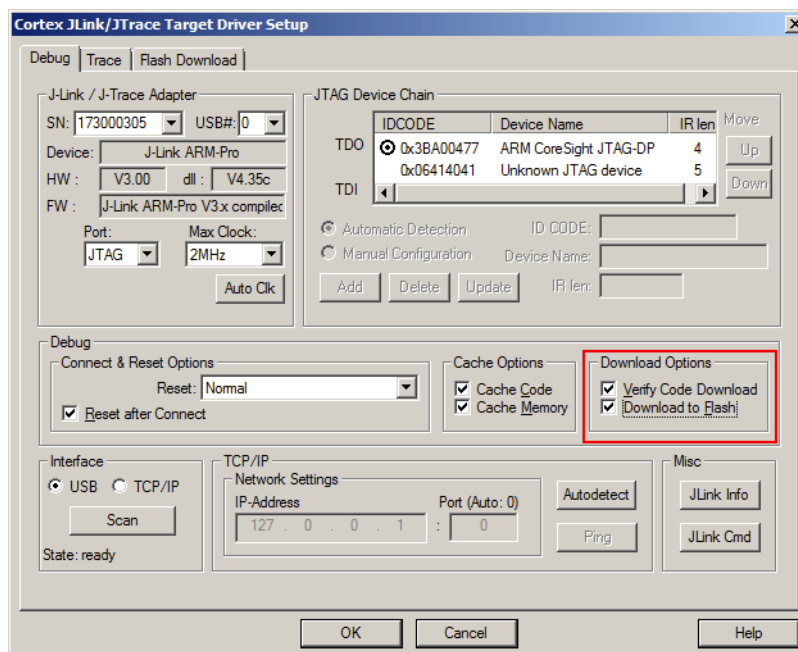 Cortex JLink/JTrace Target Driver Setup
Debug Trace Flash Download
J-Link / J-Trace Adapter
SN: 173000305 USB#: 0
Device: J-Link ARM-Pro
HW : V3.00 dll : V4.35c
FW : J-Link ARM-Pro V3.x compiled
Port: Max Clock:
JTAG 2MHz
Auto Clk
JTAG Device Chain
IDCODE Device Name IR len Move
TDO 0x3BA00477 ARM CoreSight JTAG-DP 4 Up
0x06414041 Unknown JTAG device 5
TDI Down
Automatic Detection ID CODE:
Manual Configuration Device Name:
Add Delete Update IR len:
Debug
Connect & Reset Options
Reset: Normal
Reset after Connect
Cache Options
Cache Code
Cache Memory
Download Options
Verify Code Download
Download to Flash
Interface
USB TCP/IP
Scan
State: ready
TCP/IP
Network Settings
IP-Address Port (Auto: 0)
127 . 0 . 0 . 1 : 0
Autodetect
Ping
Misc
JLink Info
JLink Cmd
OK Cancel Help